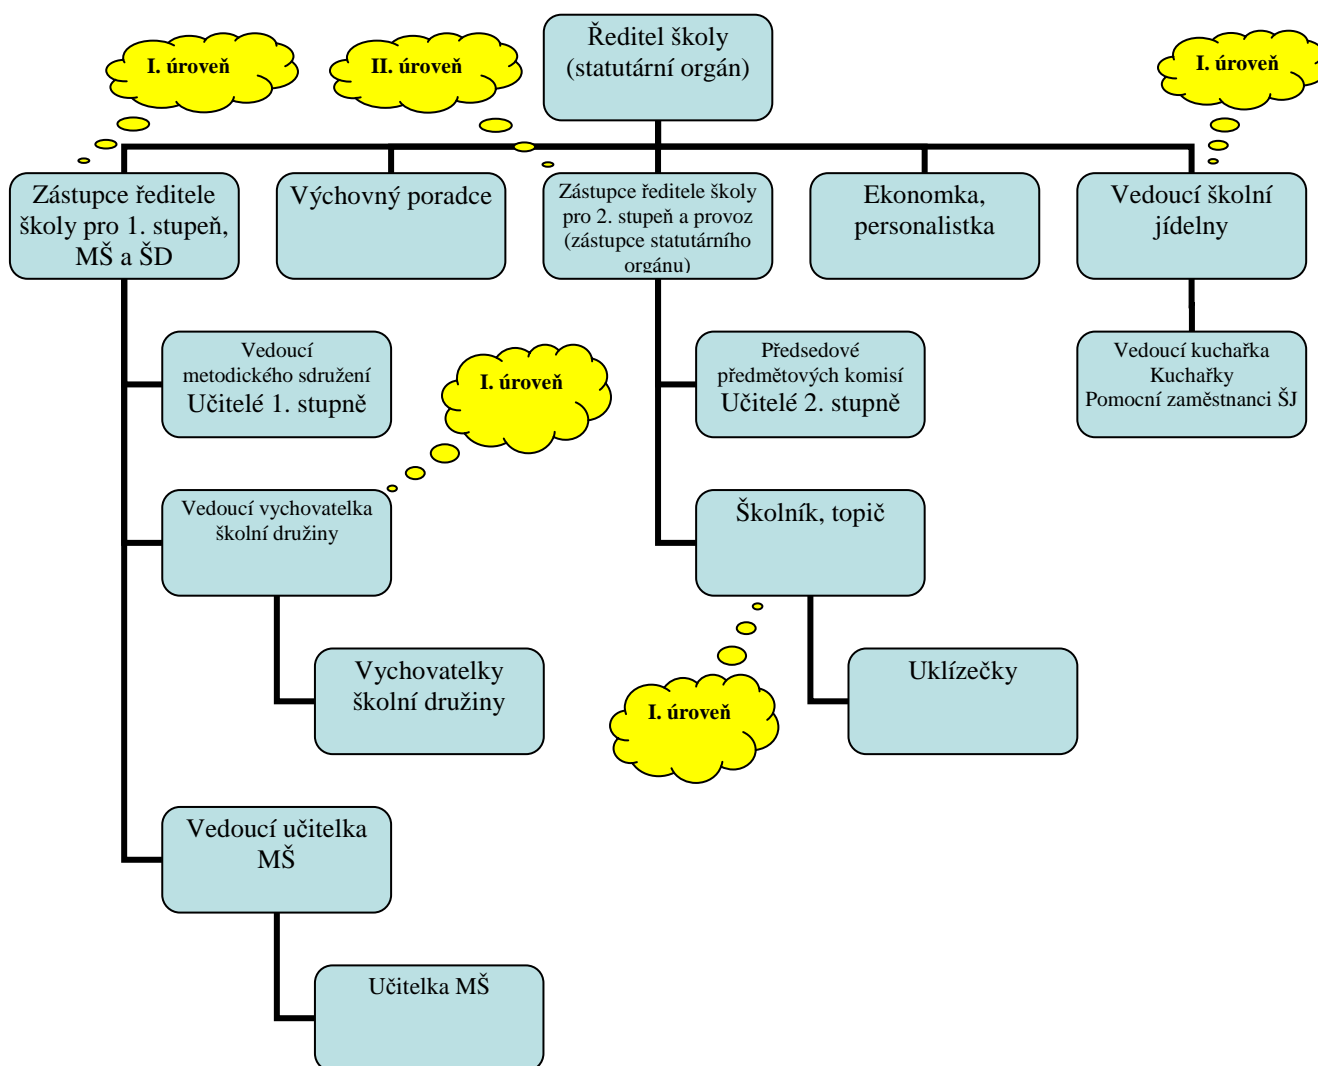 Ředitel školy
(statutární orgán)
I. úroveň
II. úroveň
I. úroveň
Zástupce ředitele
školy pro 1. stupeň,
MŠ a ŠD
Výchovný poradce
Zástupce ředitele školy
pro 2. stupeň a provoz
(zástupce statutárního
orgánu)
Ekonomka,
personalistka
Vedoucí školní
jídelny
Vedoucí
metodického sdružení
Učitelé 1. stupně
I. úroveň
Předsedové
předmětových komisí
Učitelé 2. stupně
Vedoucí kuchařka
Kuchařky
Pomocní zaměstnanci ŠJ
Vedoucí vychovatelka
školní družiny
Školník, topič
Vychovatelky
školní družiny
I. úroveň
Uklízečky
Vedoucí učitelka
MŠ
Učitelka MŠ